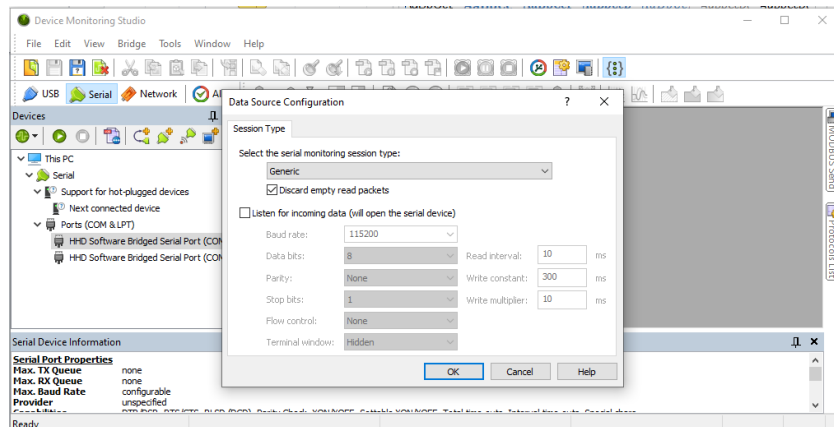 Device Monitoring Studio
File Edit View Bridge Tools Window Help
USB Serial Network
Devices
This PC
Serial
Support for hot-plugged devices
Next connected device
Ports (COM & LPT)
HHD Software Bridged Serial Port (COM
HHD Software Bridged Serial Port (COM
Data Source Configuration
Session Type
Select the serial monitoring session type:
Generic
Discard empty read packets
Listen for incoming data (will open the serial device)
Baud rate: 115200
Data bits: 8 Read interval: 10 ms
Parity: None Write constant: 300 ms
Stop bits: 1 Write multiplier: 10 ms
Flow control: None
Terminal window: Hidden
OK Cancel Help
MODBUS Send
Protocols List
Serial Device Information
Serial Port Properties
Max. TX Queue none
Max. RX Queue none
Max. Baud Rate configurable
Provider unspecified
Ready